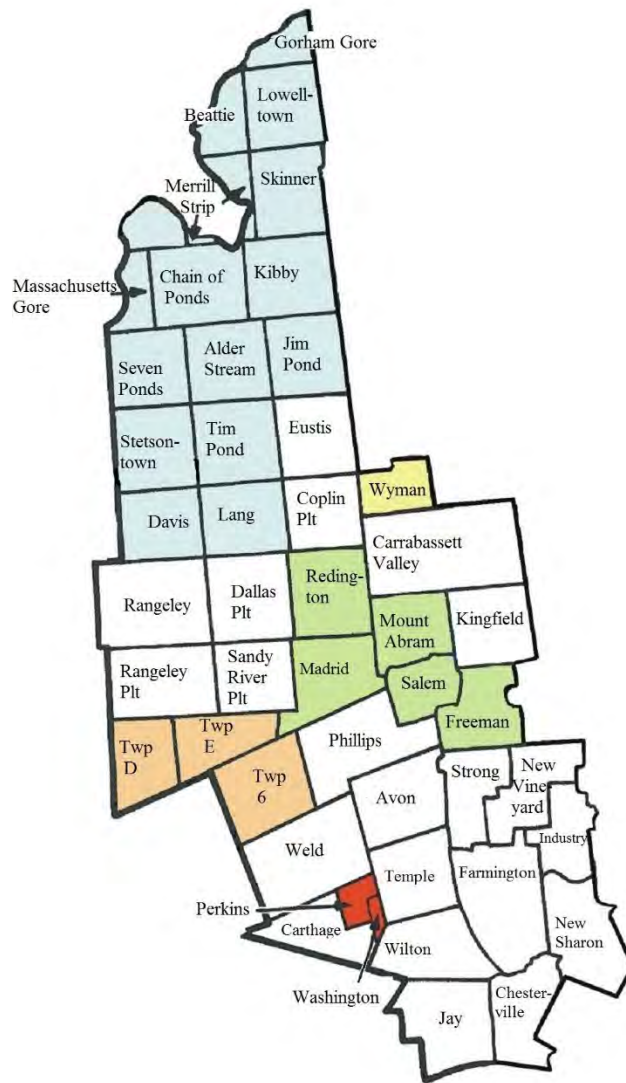 Gorham Gore
Lowell-
town
Beattie
Skinner
Merrill
Strip
Massachusetts
Gore
Chain of
Ponds
Kibby
Seven
Ponds
Alder
Stream
Jim
Pond
Stetson-
town
Tim
Pond
Eustis
Davis
Lang
Coplin
Plt
Wyman
Carrabassett
Valley
Rangeley
Dallas
Plt
Reding-
ton
Mount
Abram
Kingfield
Rangeley
Plt
Sandy
River
Plt
Madrid
Salem
Freeman
Twp
D
Twp
E
Twp
6
Phillips
Strong
New
Vine
yard
Avon
Industry
Weld
Temple
Farmington
Perkins
Carthage
Wilton
New
Sharon
Washington
Jay
Chester-
ville